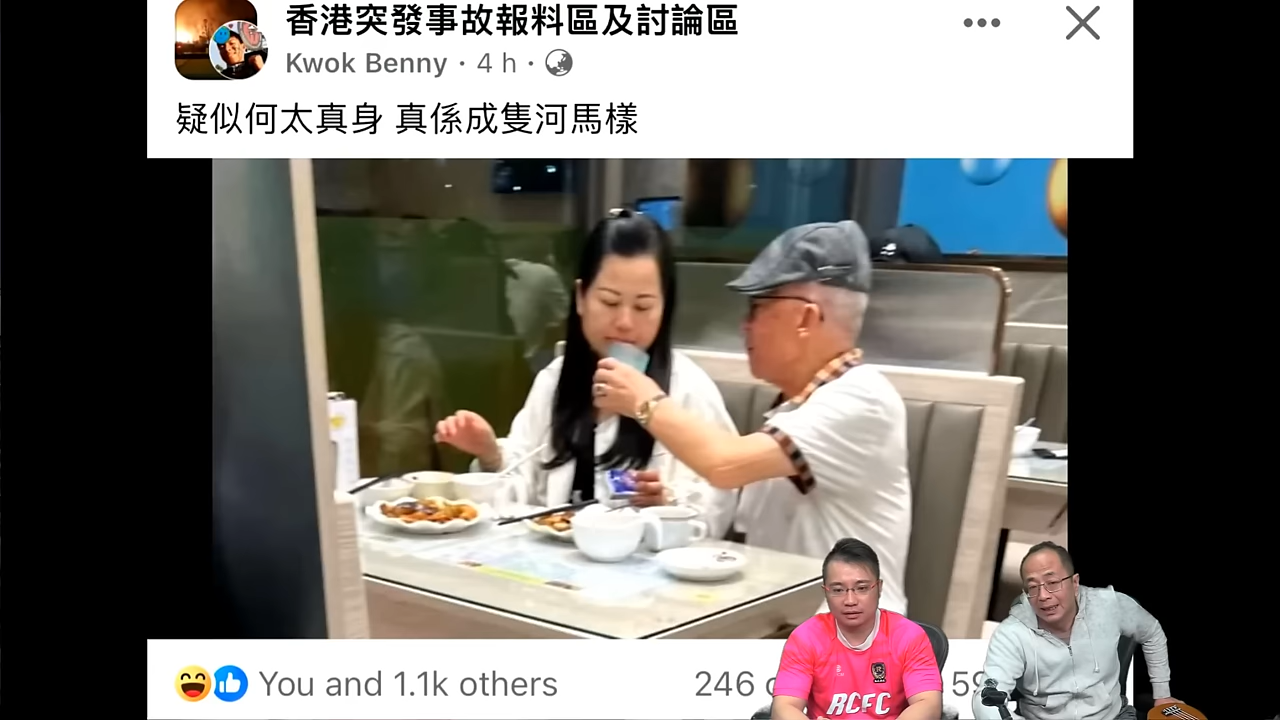 香港突發事故報料區及討論區
Kwok Benny · 4 h ·
疑似何太真身 真係成隻河馬樣
You and 1.1k others
246 c
59
RCFC